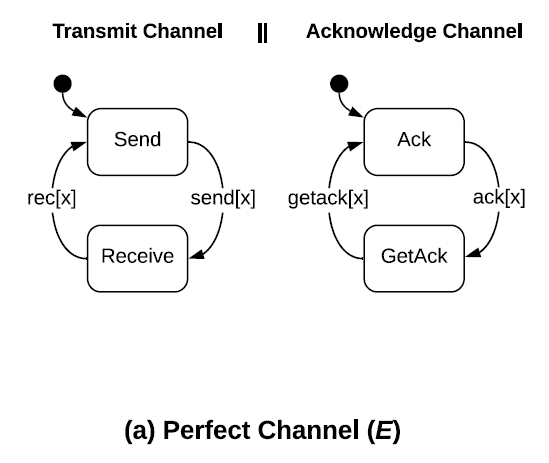 Transmit Channel || Acknowledge Channel
Send
Ack
rec[x]
send[x]
getack[x]
ack[x]
Receive
GetAck
(a) Perfect Channel (E)